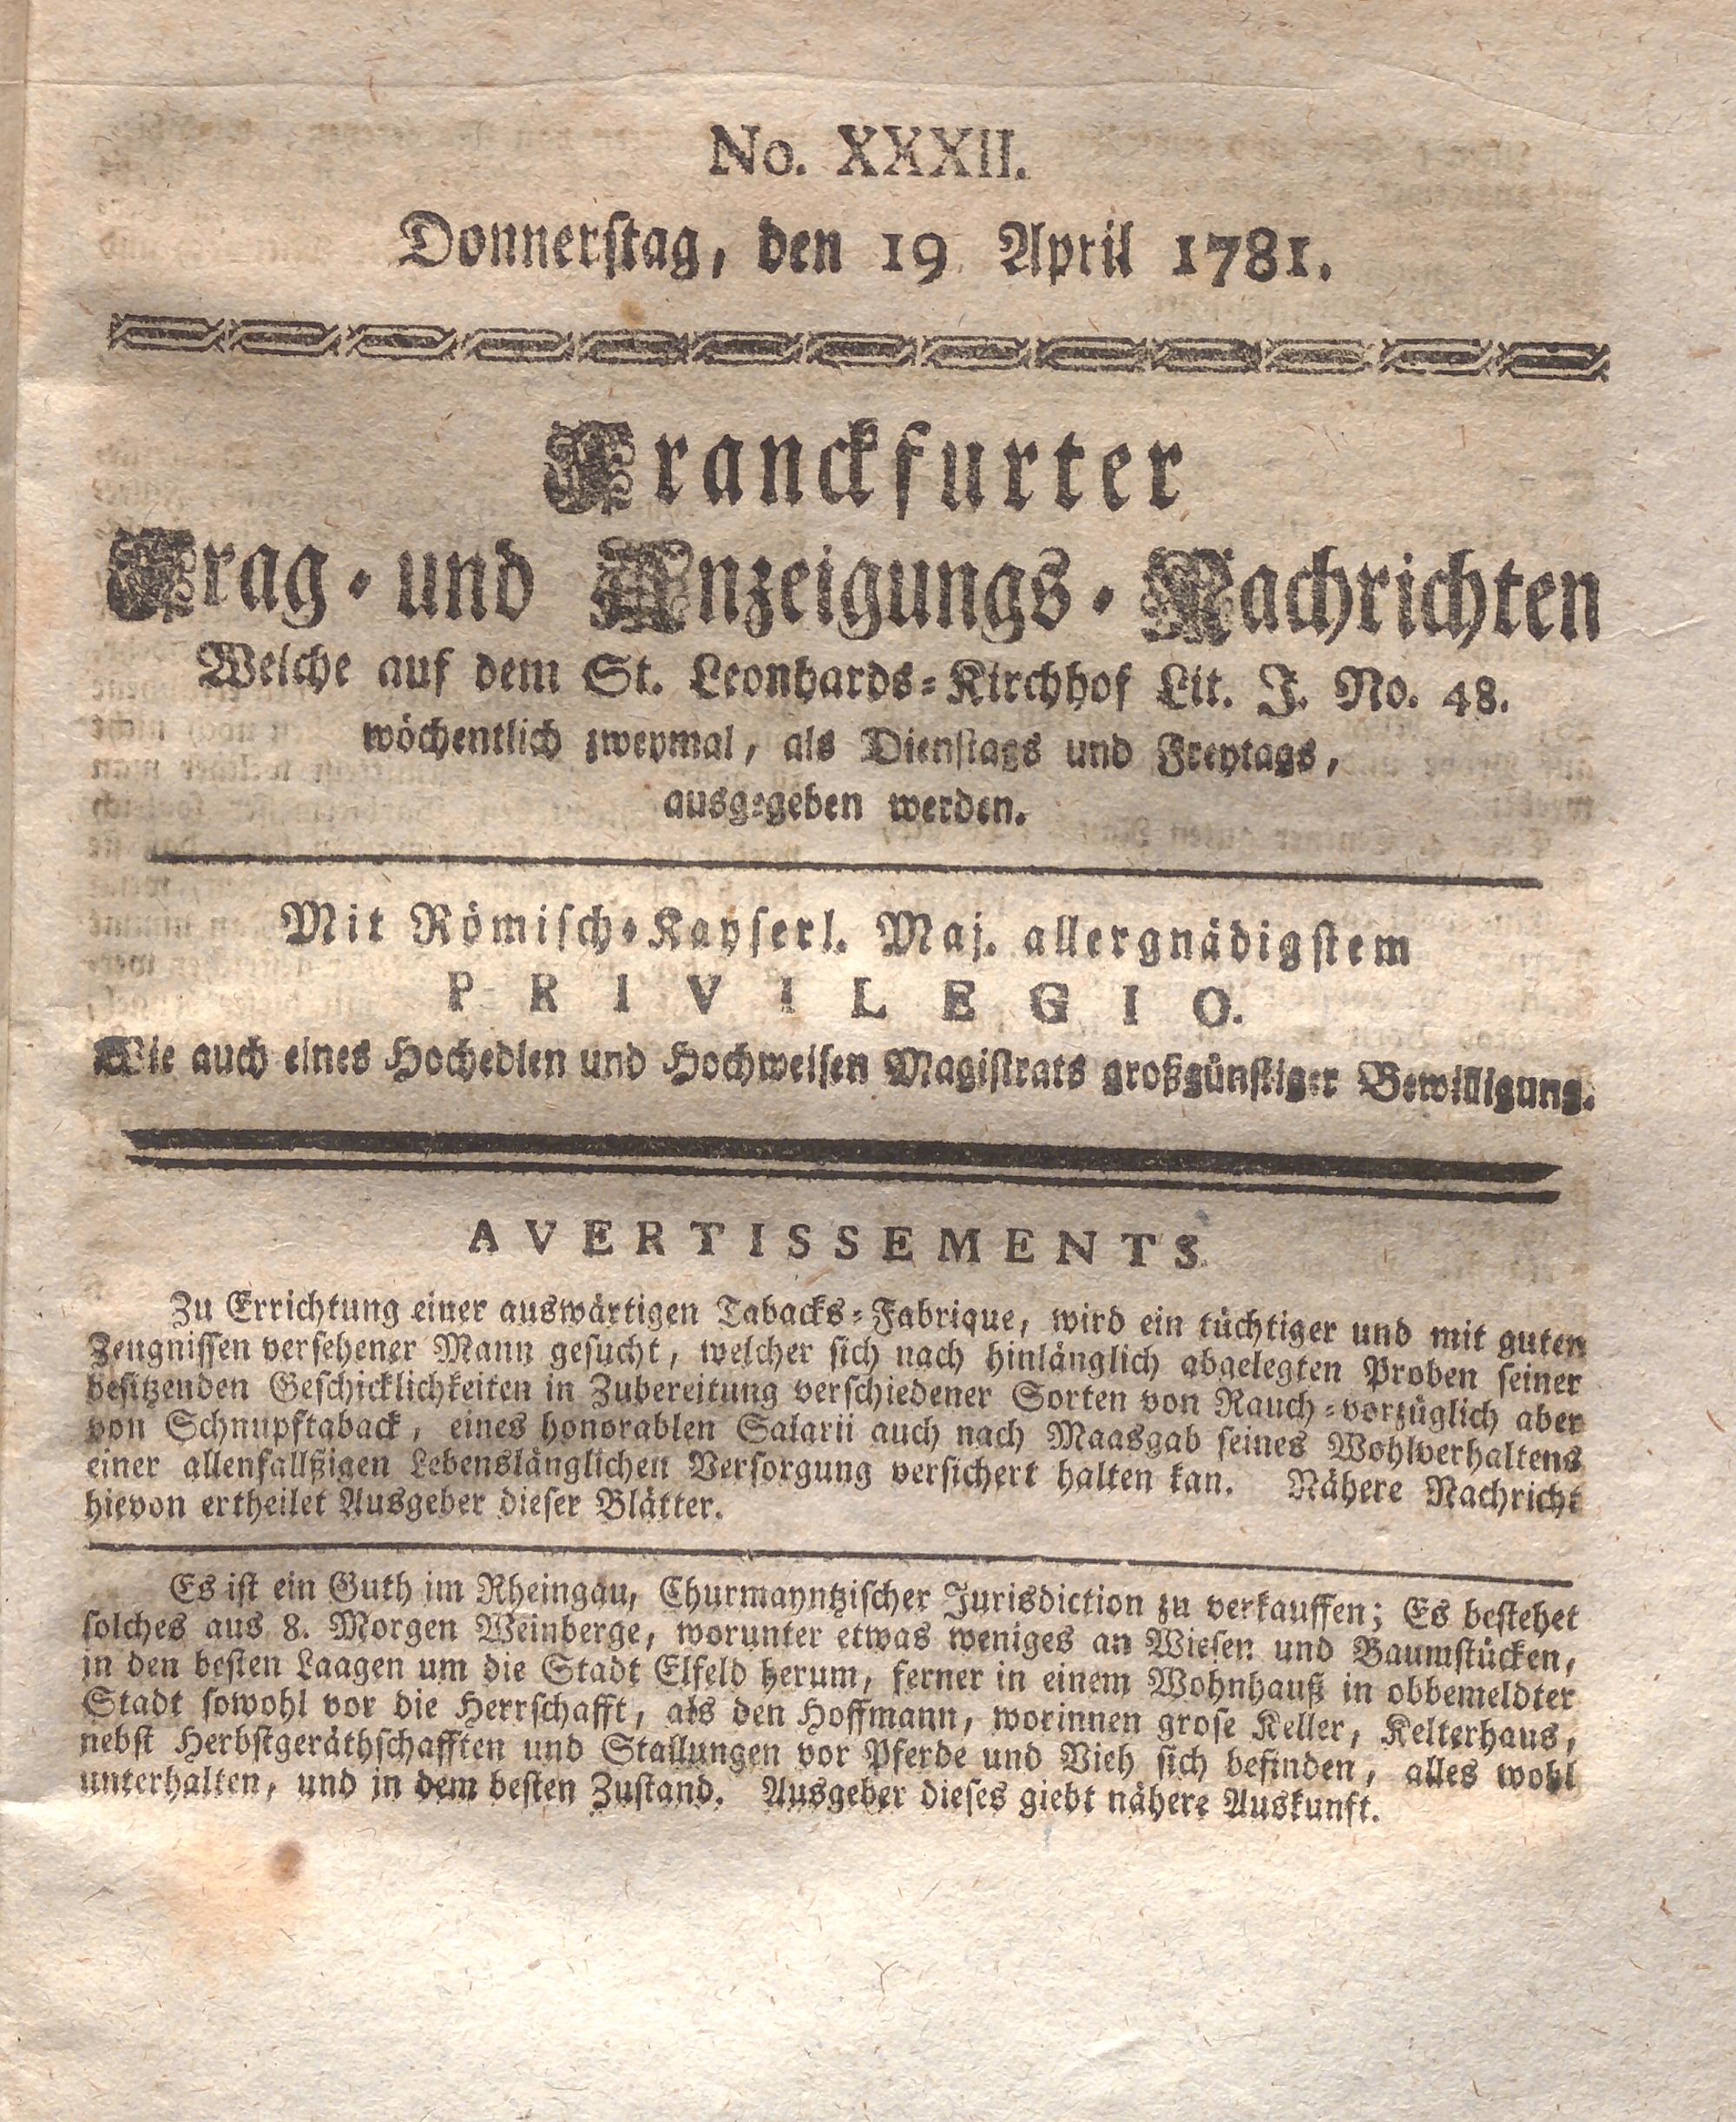 No. XXXII.
Donnerstag, den 19 April 1781.
Franckfurter
Frag- und Anzeigungs-Nachrichten
Welche auf dem St. Leonhards-Kirchhof Lit. J. No. 48.
wöchentlich zweymal, als Dienstags und Freytags,
ausgegeben werden.
Mit Römisch-Kayserl. Maj. allergnädigstem
PRIVILEGIO.
Wie auch eines Hochedlen und Hochweisen Magistrats großgünstiger Bewilligung.
AVERTISSEMENTS
Zu Errichtung einer auswärtigen Tabacks-Fabrique, wird ein tüchtiger und mit guten
Zeugnissen versehener Mann gesucht, welcher sich nach hinlänglich abgelegten Proben seiner
besitzenden Geschicklichkeiten in Zubereitung verschiedener Sorten von Rauch-vorzüglich aber
von Schnupftaback, eines honorablen Salarii auch nach Maasgab seines Wohlverhaltens
einer allenfallßigen Lebenslänglichen Versorgung versichert halten kan. Nähere Nachricht
hievon ertheilet Ausgeber dieser Blätter.
Es ist ein Guth im Rheingau, Churmayntzischer Jurisdiction zu verkauffen; Es bestehet
solches aus 8. Morgen Weinberge, worunter etwas weniges an Wiesen und Baumstücken,
in den besten Laagen um die Stadt Elfeld herum, ferner in einem Wohnhauß in obbemeldter
Stadt sowohl vor die Herrschafft, als den Hoffmann, worinnen grose Keller, Kelterhaus,
nebst Herbstgeräthschafften und Stallungen vor Pferde und Vieh sich befinden, alles wohl
unterhalten, und in dem besten Zustand. Ausgeber dieses giebt nähere Auskunft.